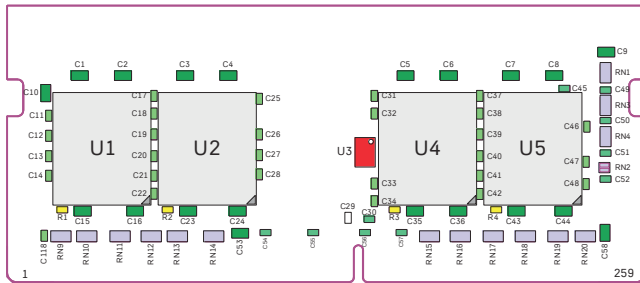 C1 C2 C3 C4 C5 C6 C7 C8 C9
C10 C17 C31 C37 C45 RN1
C25 C49
C11 C18 C32 C38 RN3
C50
C12 C19 C26 C39 C46 RN4
U1 U2 U3 U4 U5
C13 C20 C27 C40 C51
C47 RN2
C14 C21 C28 C33 C41 C52
C22 C34 C42 C48
R1 C15 C16 R2 C23 C24 C29 C30 R3 C35 C36 R4 C43 C44
C118 RN9 RN10 RN11 RN12 RN13 RN14 C53 C54 C55 C56 C57 RN15 RN16 RN17 RN18 RN19 RN20 C58
1 259